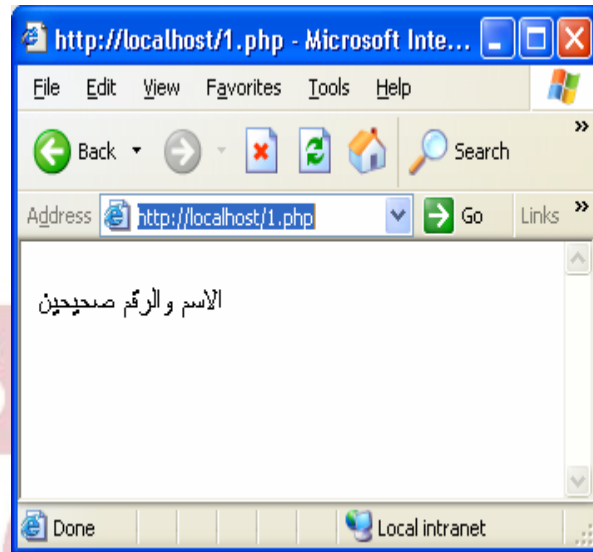 http://localhost/1.php - Microsoft Inte...
File Edit View Favorites Tools Help
Back Search »
Address http://localhost/1.php Go Links »
الاسم والرقم صحيحين
Done Local intranet